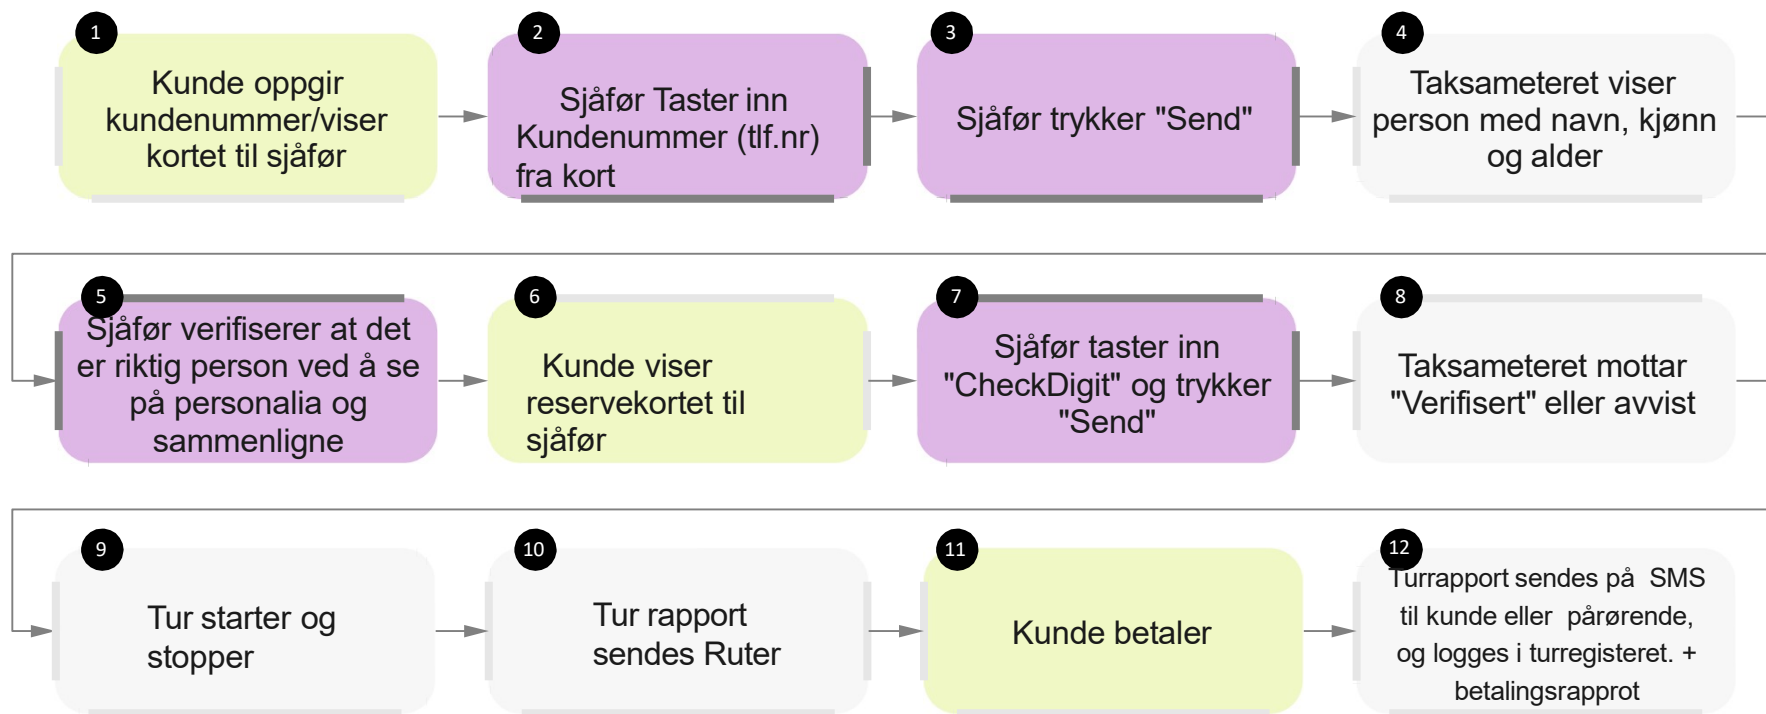 1
Kunde oppgir
kundenummer/viser
kortet til sjåfør
2
Sjåfør Taster inn
Kundenummer (tlf.nr)
fra kort
3
Sjåfør trykker "Send"
4
Taksameteret viser
person med navn, kjønn
og alder
5
Sjåfør verifiserer at det
er riktig person ved å se
på personalia og
sammenligne
6
Kunde viser
reservekortet til
sjåfør
7
Sjåfør taster inn
"CheckDigit" og trykker
"Send"
8
Taksameteret mottar
"Verifisert" eller avvist
9
Tur starter og
stopper
10
Tur rapport
sendes Ruter
11
Kunde betaler
12
Turrapport sendes på SMS
til kunde eller pårørende,
og logges i turregisteret. +
betalingsrapprot